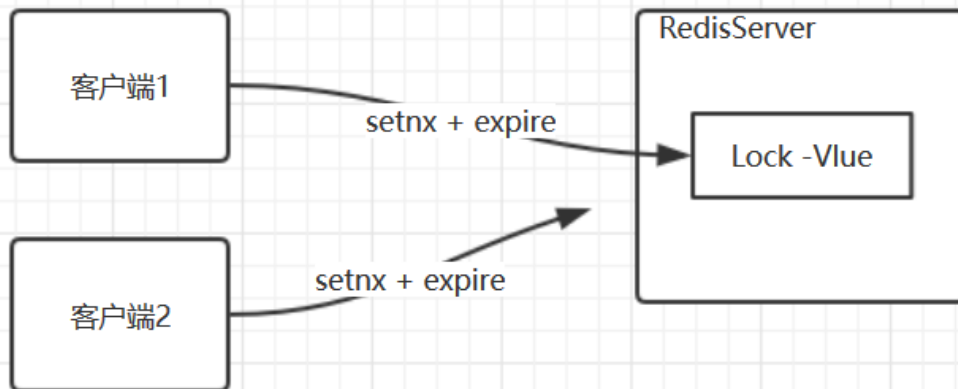 RedisServer
客户端1
setnx + expire
Lock -Vlue
setnx + expire
客户端2